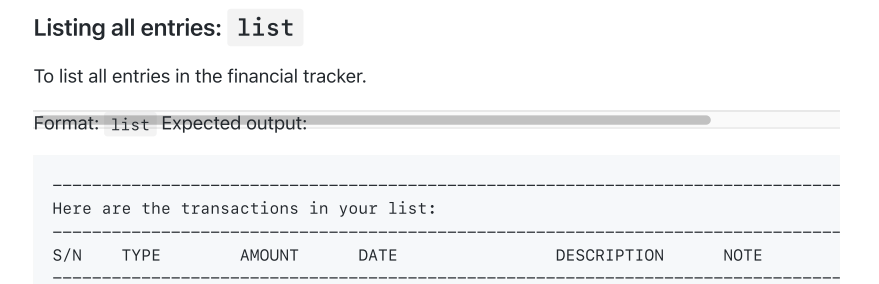 Listing all entries: list
To list all entries in the financial tracker.
Format: list Expected output:
--------------------------------------------------------------------------------
Here are the transactions in your list:
--------------------------------------------------------------------------------
S/N TYPE AMOUNT DATE DESCRIPTION NOTE
--------------------------------------------------------------------------------